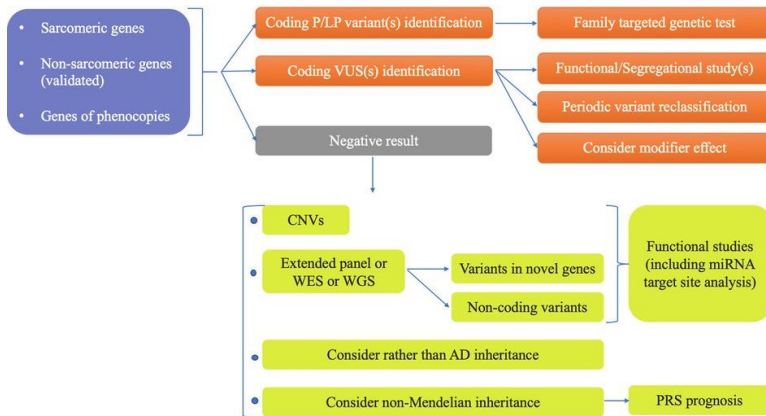 Sarcomeric genes
Non-sarcomeric genes
(validated)
Genes of phenocopies
Coding P/LP variant(s) identification
Coding VUS(s) identification
Negative result
Family targeted genetic test
Functional/Segregational study(s)
Periodic variant reclassification
Consider modifier effect
CNVs
Extended panel or
WES or WGS
Variants in novel genes
Non-coding variants
Functional studies
(including miRNA
target site analysis)
Consider rather than AD inheritance
Consider non-Mendelian inheritance
PRS prognosis